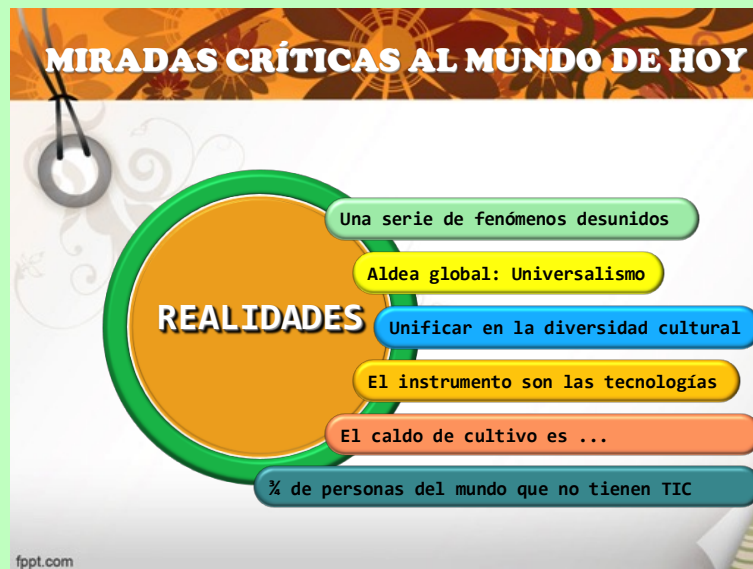 MIRADAS CRÍTICAS AL MUNDO DE HOY
REALIDADES
Una serie de fenómenos desunidos
Aldea global: Universalismo
Unificar en la diversidad cultural
El instrumento son las tecnologías
El caldo de cultivo es ...
¾ de personas del mundo que no tienen TIC
fppt.com